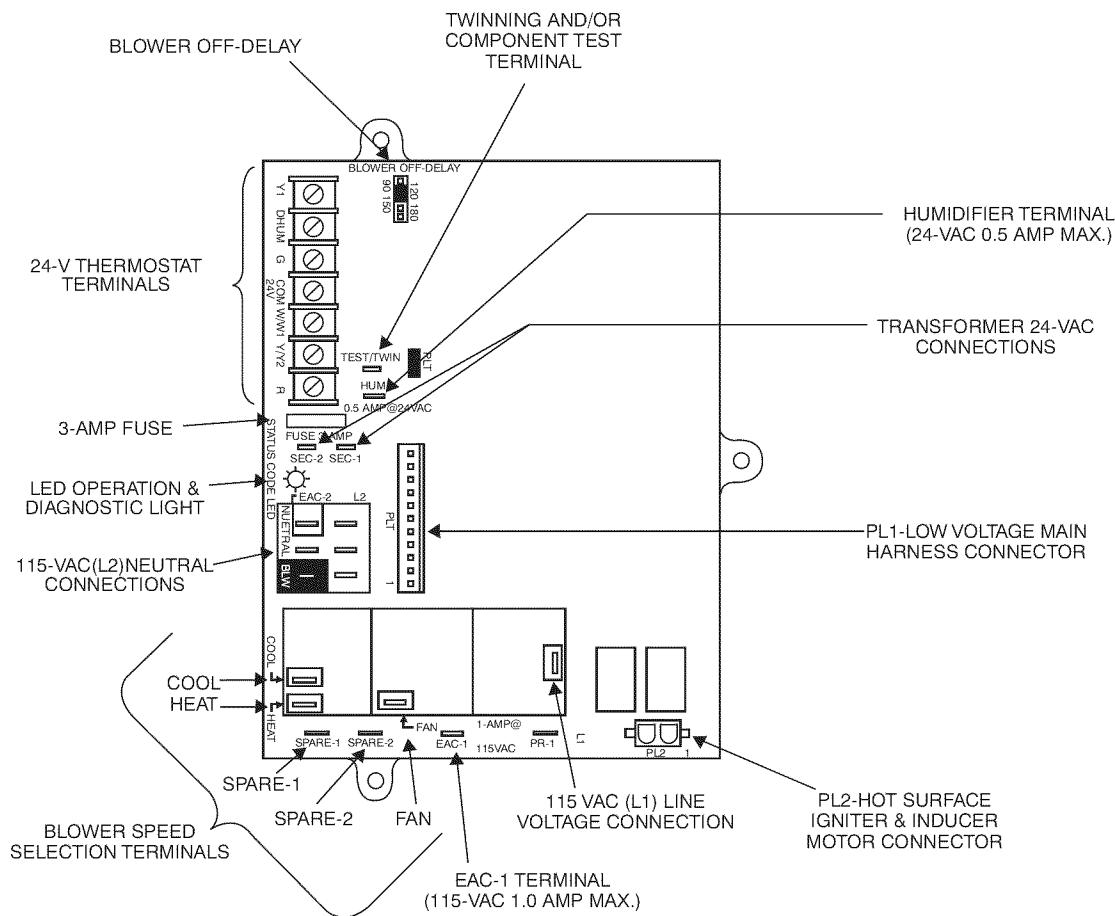 TWINNING AND/OR
COMPONENT TEST
TERMINAL
BLOWER OFF-DELAY
BLOWER OFF-DELAY
90 150
120 180
Y1
DHUM
G
COM
24V
W/W1
Y/Y2
R
24-V THERMOSTAT
TERMINALS
HUMIDIFIER TERMINAL
(24-VAC 0.5 AMP MAX.)
TRANSFORMER 24-VAC
CONNECTIONS
TEST/TWIN
PLT
HUM
0.5 AMP@24VAC
3-AMP FUSE
FUSE 3-AMP
SEC-2
SEC-1
STATUS CODE LED
LED OPERATION &
DIAGNOSTIC LIGHT
EAC-2
L2
NUETRAL
BLW
PLT
1
115-VAC(L2)NEUTRAL
CONNECTIONS
PL1-LOW VOLTAGE MAIN
HARNESS CONNECTOR
COOL
HEAT
COOL
HEAT
FAN
1-AMP@
115VAC
SPARE-1
SPARE-2
EAC-1
PR-1
L1
PL2
1
SPARE-1
SPARE-2
FAN
115 VAC (L1) LINE
VOLTAGE CONNECTION
PL2-HOT SURFACE
IGNITER & INDUCER
MOTOR CONNECTOR
BLOWER SPEED
SELECTION TERMINALS
EAC-1 TERMINAL
(115-VAC 1.0 AMP MAX.)